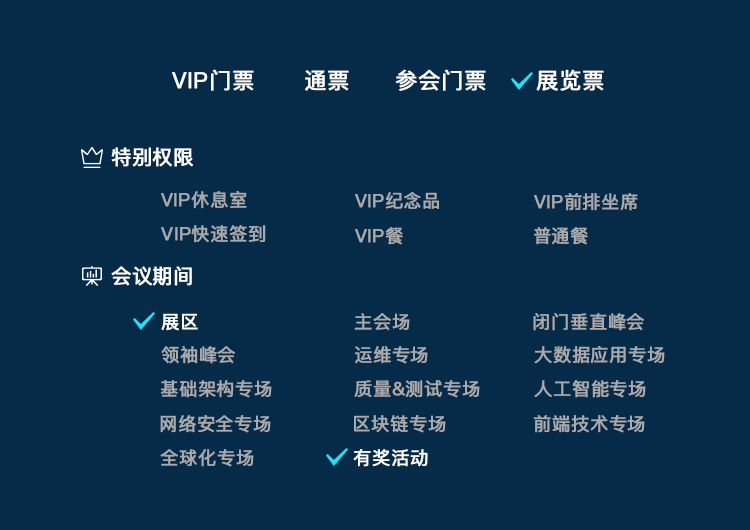 VIP门票 通票 参会门票 展览票
特别权限
VIP休息室 VIP纪念品 VIP前排坐席
VIP快速签到 VIP餐 普通餐
会议期间
展区 主会场 闭门垂直峰会
领袖峰会 运维专场 大数据应用专场
基础架构专场 质量&测试专场 人工智能专场
网络安全专场 区块链专场 前端技术专场
全球化专场 有奖活动